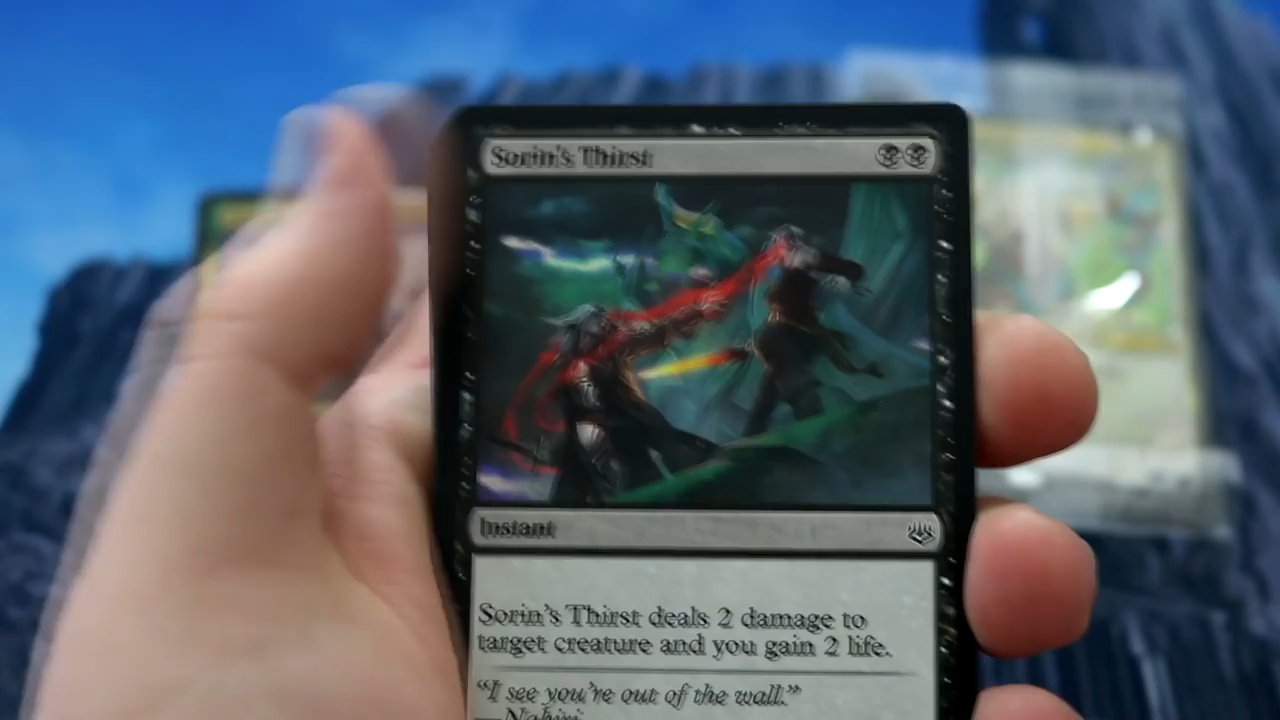 Sorin's Thirst
Instant
Sorin's Thirst deals 2 damage to
target creature and you gain 2 life.
"I see you're out of the wall."
—Nahiri